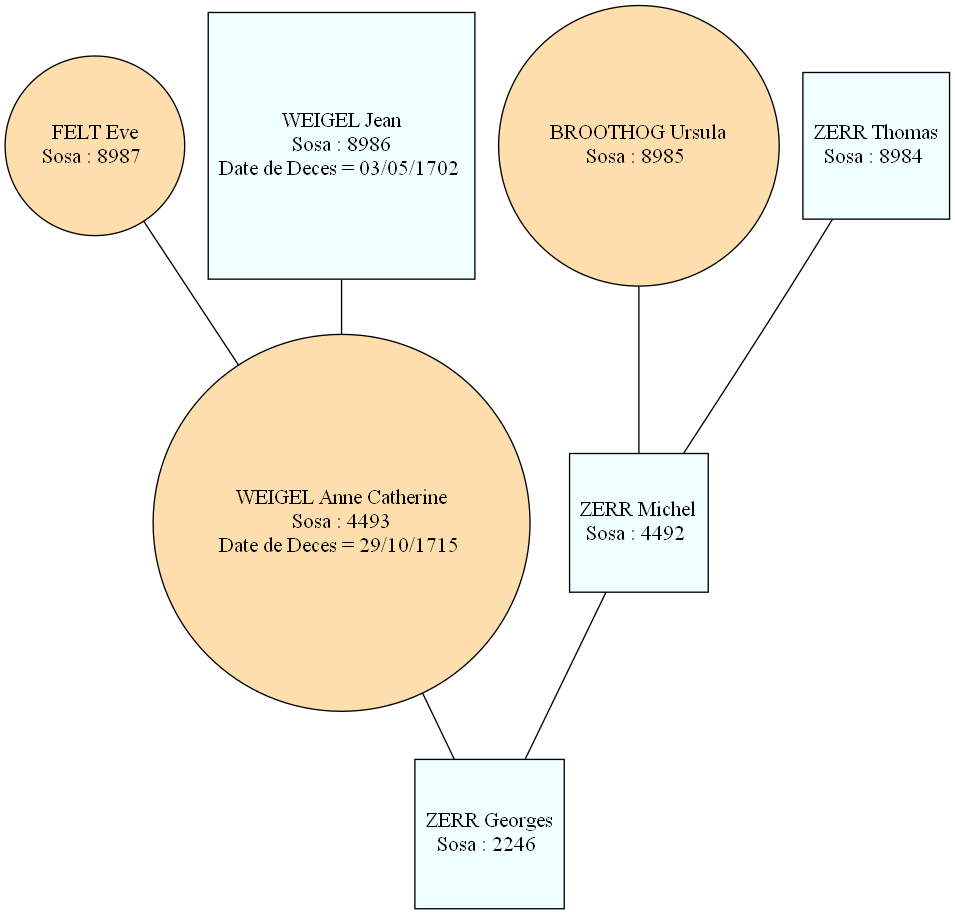 FELT Eve
Sosa : 8987
WEIGEL Jean
Sosa : 8986
Date de Deces = 03/05/1702
BROOTHOG Ursula
Sosa : 8985
ZERR Thomas
Sosa : 8984
WEIGEL Anne Catherine
Sosa : 4493
Date de Deces = 29/10/1715
ZERR Michel
Sosa : 4492
ZERR Georges
Sosa : 2246